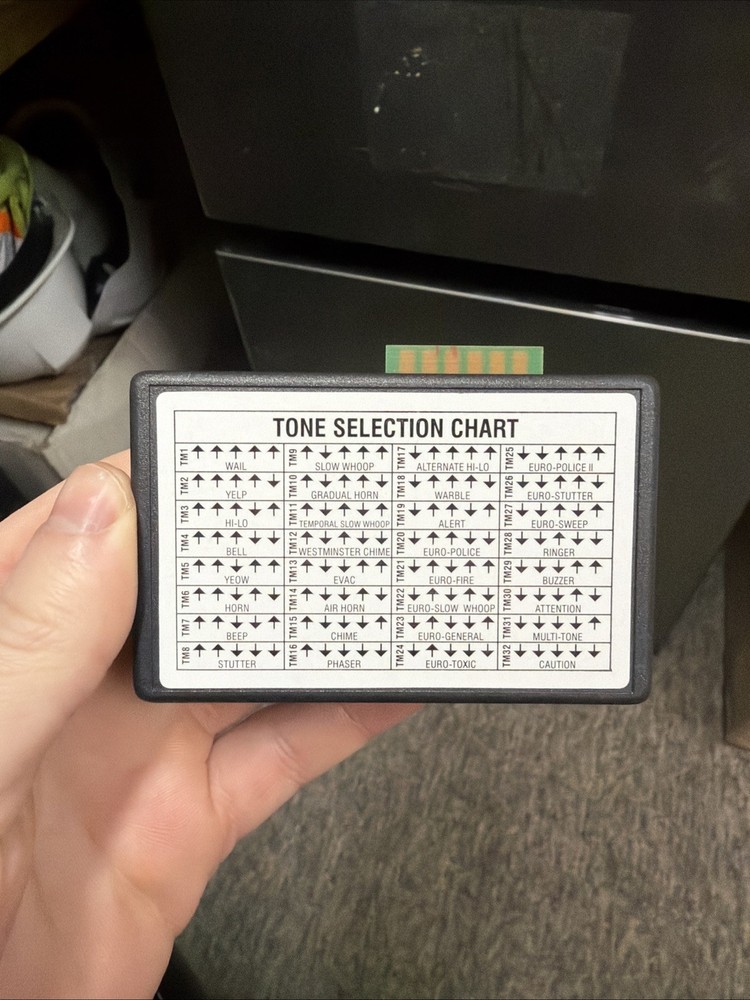 TONE SELECTION CHART
TM1 WAIL TM9 SLOW WHOOP TM17 ALTERNATE HI-LO TM25 EURO-POLICE II
TM2 YELP TM10 GRADUAL HORN TM18 WARBLE TM26 EURO-STUTTER
TM3 HI-LO TM11 TEMPORAL SLOW WHOOP TM19 ALERT TM27 EURO-SWEEP
TM4 BELL TM12 WESTMINSTER CHIME TM20 EURO-POLICE TM28 RINGER
TM5 YEOW TM13 EVAC TM21 EURO-FIRE TM29 BUZZER
TM6 HORN TM14 AIR HORN TM22 EURO-SLOW WHOOP TM30 ATTENTION
TM7 BEEP TM15 CHIME TM23 EURO-GENERAL TM31 MULTI-TONE
TM8 STUTTER TM16 PHASER TM24 EURO-TOXIC TM32 CAUTION